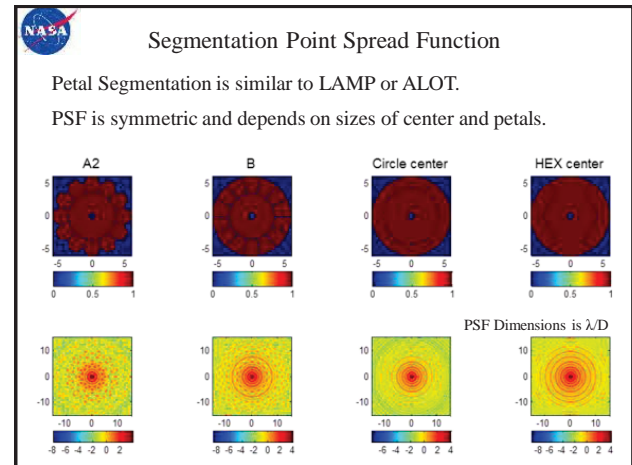 NASA
Segmentation Point Spread Function
Petal Segmentation is similar to LAMP or ALOT.
PSF is symmetric and depends on sizes of center and petals.
A2 B Circle center HEX center
5 5 5 5
0 0 0 0
-5 -5 -5 -5
-5 0 5 -5 0 5 -5 0 5 -5 0 5
0 0.5 1 0 0.5 1 0 0.5 1 0 0.5 1
PSF Dimensions is λ/D
10 10 10 10
0 0 0 0
-10 -10 -10 -10
-10 0 10 -10 0 10 -10 0 10 -10 0 10
-8 -6 -4 -2 0 2 -8 -6 -4 -2 0 2 -6 -4 -2 0 2 4 -8 -6 -4 -2 0 2 4